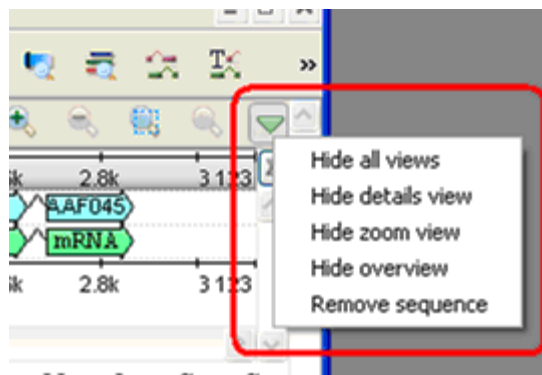 T
»
2.8k 3 123
AAF045
mRNA
2.8k 3 123
Hide all views
Hide details view
Hide zoom view
Hide overview
Remove sequence